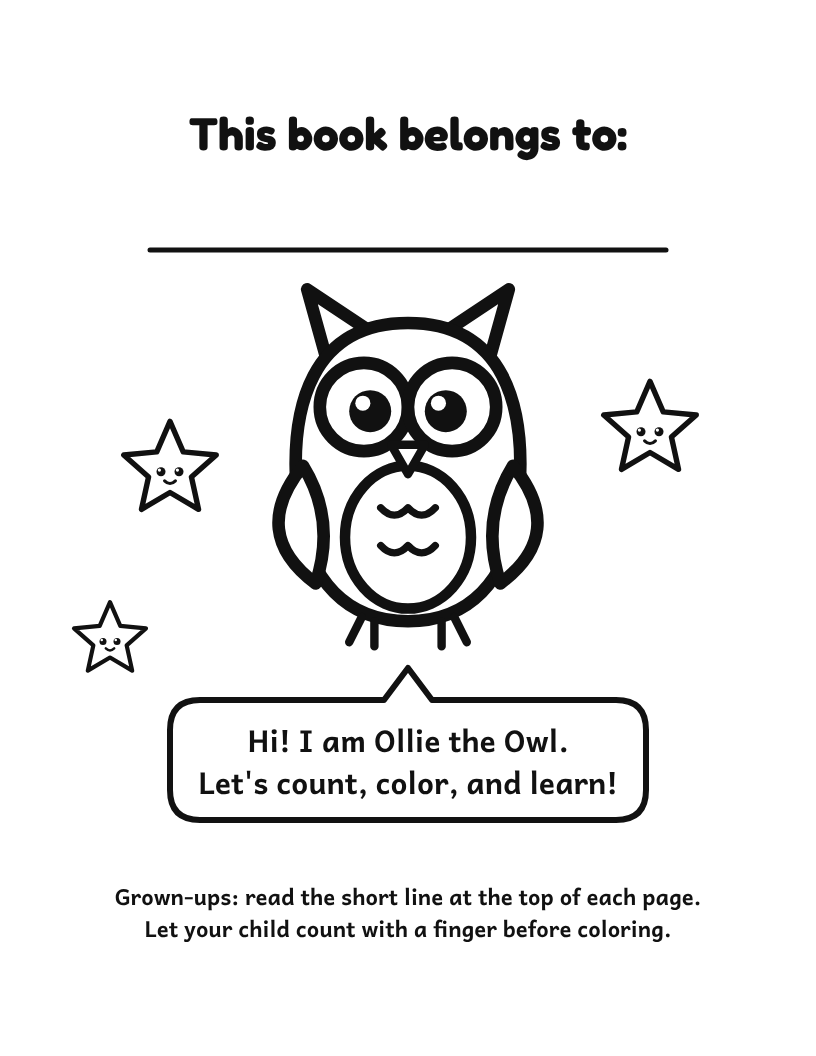 This book belongs to:
Hi! I am Ollie the Owl.
Let's count, color, and learn!
Grown-ups: read the short line at the top of each page.
Let your child count with a finger before coloring.